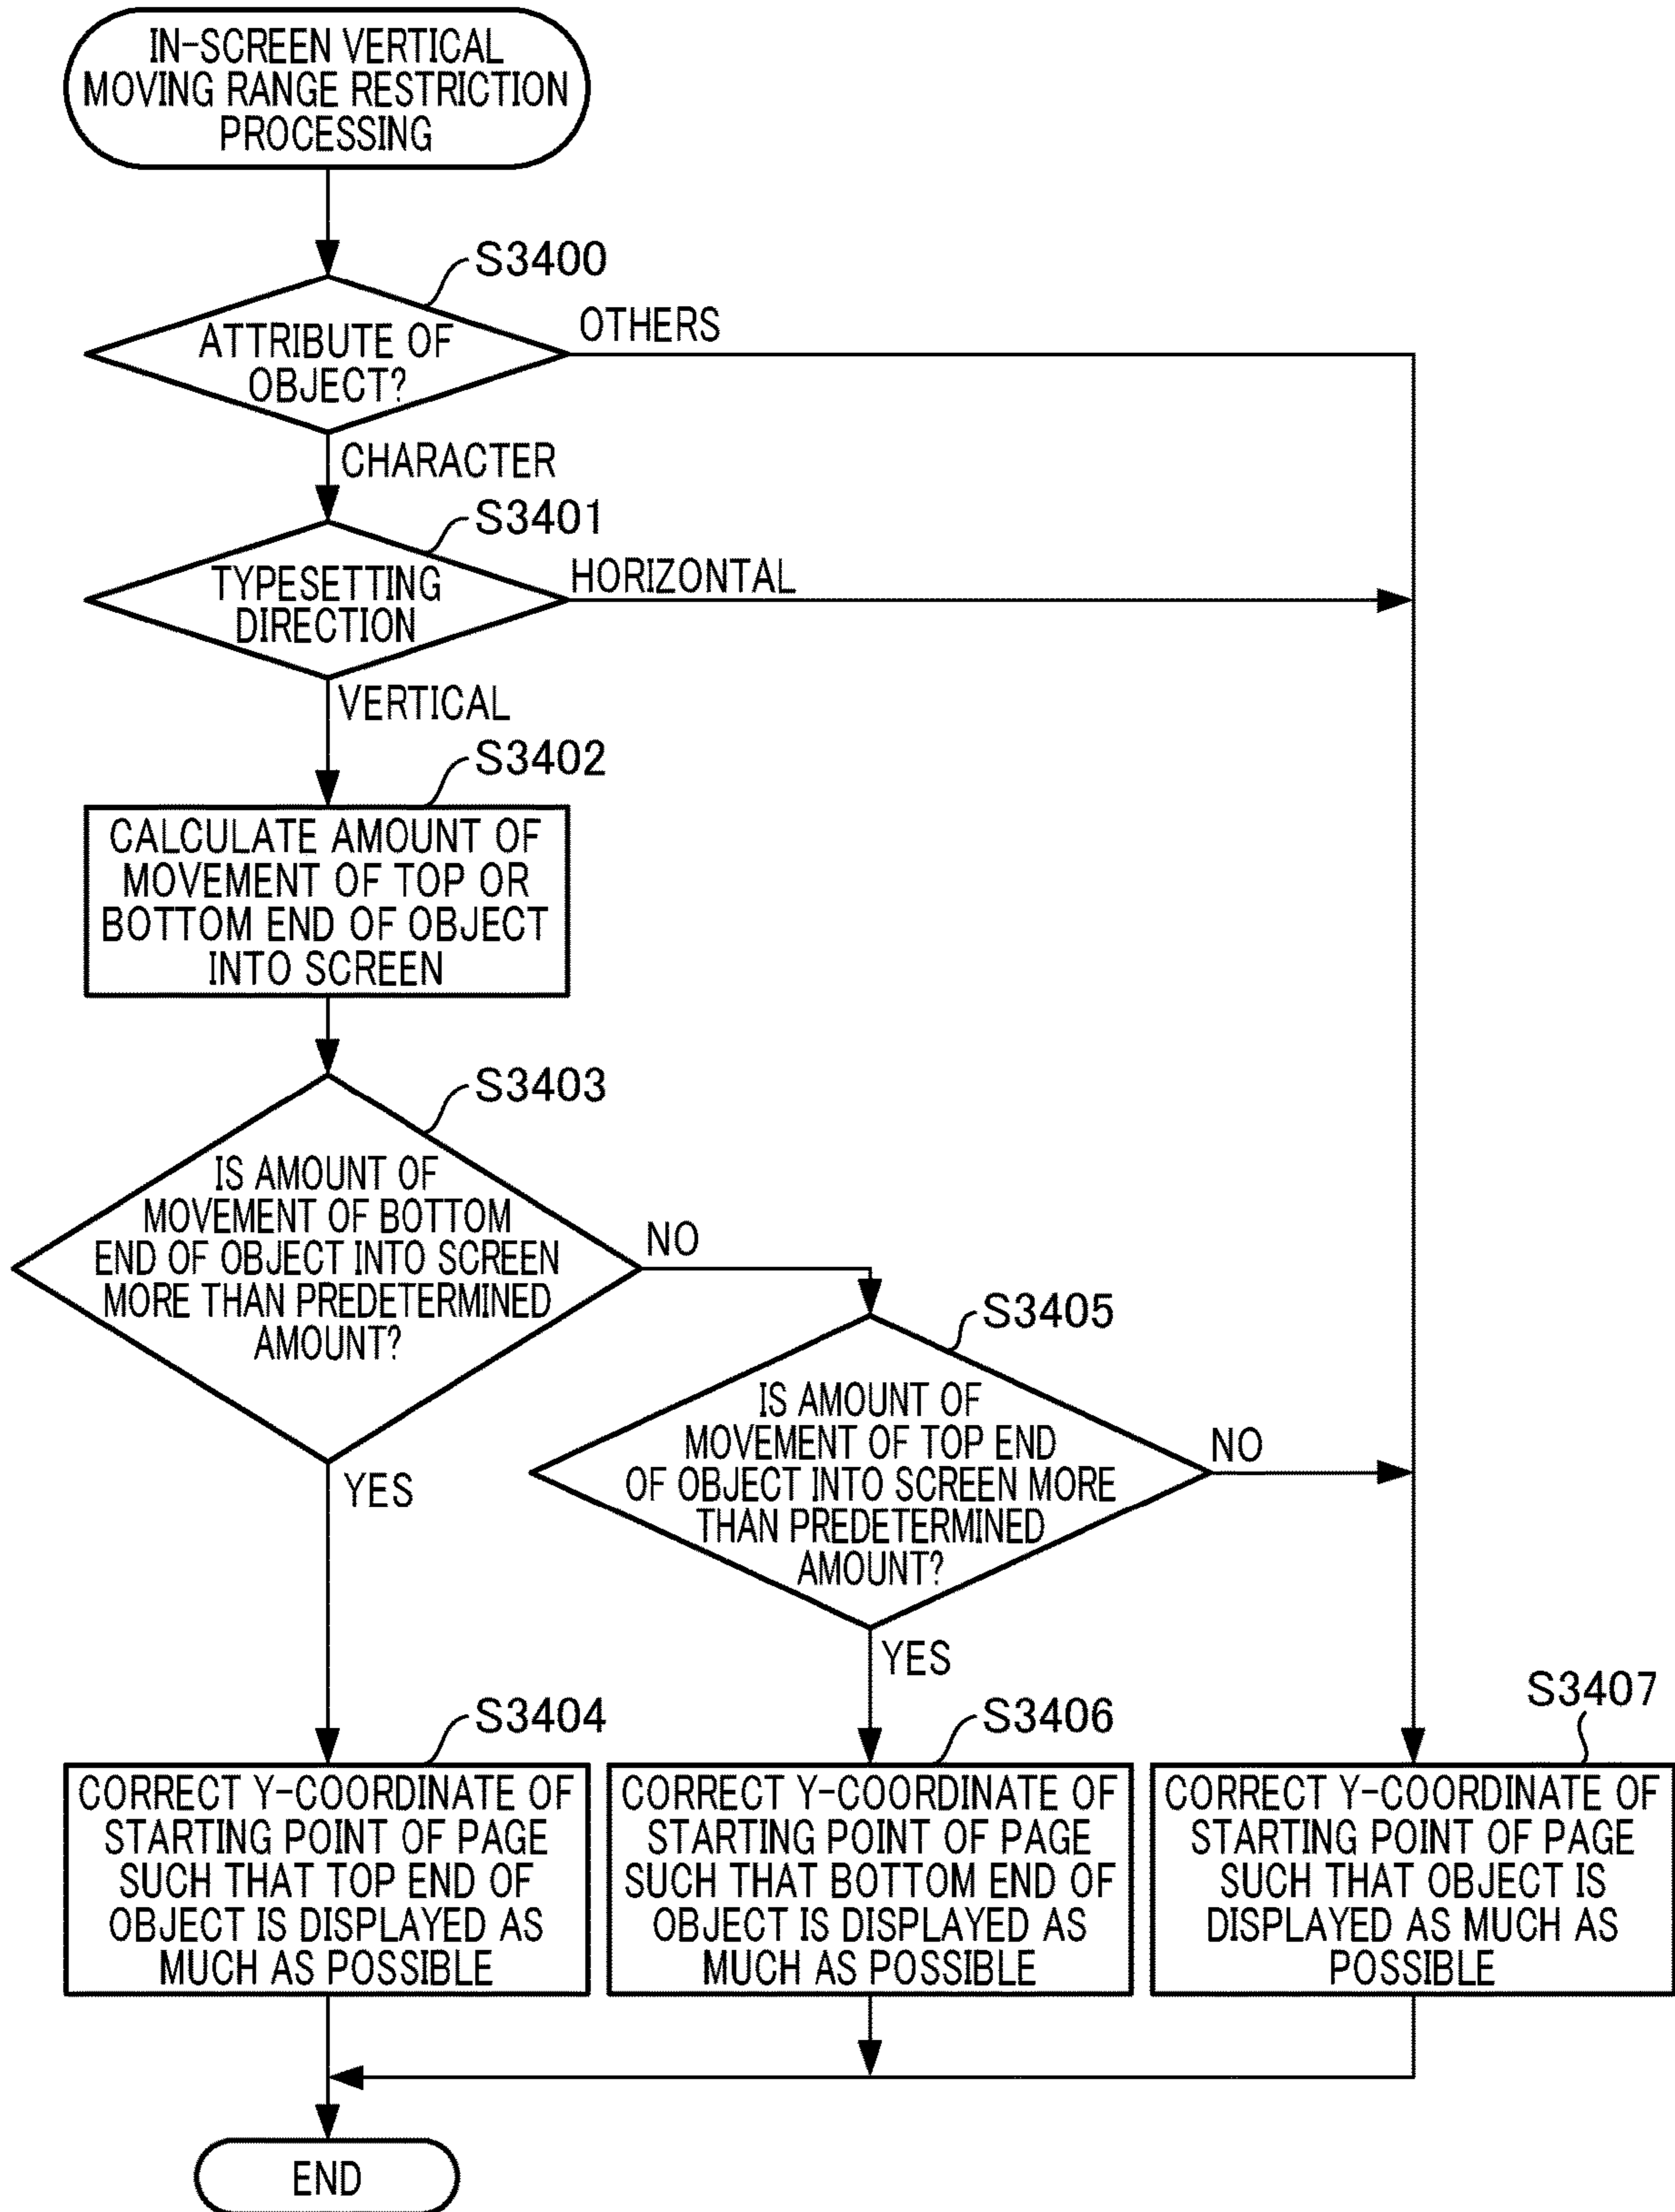 IN-SCREEN VERTICAL
MOVING RANGE RESTRICTION
PROCESSING
S3400
ATTRIBUTE OF
OBJECT?
OTHERS
CHARACTER
S3401
TYPESETTING
DIRECTION
HORIZONTAL
VERTICAL
S3402
CALCULATE AMOUNT OF
MOVEMENT OF TOP OR
BOTTOM END OF OBJECT
INTO SCREEN
S3403
IS AMOUNT OF
MOVEMENT OF BOTTOM
END OF OBJECT INTO SCREEN
MORE THAN PREDETERMINED
AMOUNT?
NO
YES
S3405
IS AMOUNT OF
MOVEMENT OF TOP END
OF OBJECT INTO SCREEN MORE
THAN PREDETERMINED
AMOUNT?
NO
YES
S3404
CORRECT Y-COORDINATE OF
STARTING POINT OF PAGE
SUCH THAT TOP END OF
OBJECT IS DISPLAYED AS
MUCH AS POSSIBLE
S3406
CORRECT Y-COORDINATE OF
STARTING POINT OF PAGE
SUCH THAT BOTTOM END OF
OBJECT IS DISPLAYED AS
MUCH AS POSSIBLE
S3407
CORRECT Y-COORDINATE OF
STARTING POINT OF PAGE
SUCH THAT OBJECT IS
DISPLAYED AS MUCH AS
POSSIBLE
END